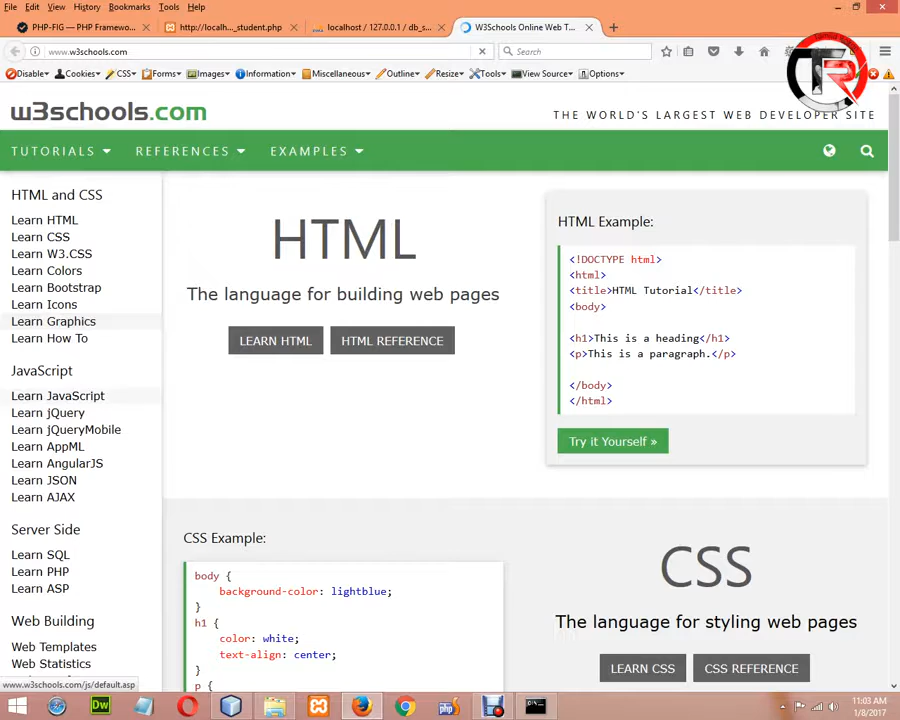 File Edit View History Bookmarks Tools Help
PHP-FIG — PHP Framewo...
http://localh..._student.php
localhost / 127.0.0.1 / db_s...
W3Schools Online Web T...
www.w3schools.com
Search
Disable Cookies CSS Forms Images Information Miscellaneous Outline Resize Tools View Source Options
TR
w3schools.com
THE WORLD'S LARGEST WEB DEVELOPER SITE
TUTORIALS REFERENCES EXAMPLES
HTML and CSS
Learn HTML
Learn CSS
Learn W3.CSS
Learn Colors
Learn Bootstrap
Learn Icons
Learn Graphics
Learn How To
JavaScript
Learn JavaScript
Learn jQuery
Learn jQueryMobile
Learn AppML
Learn AngularJS
Learn JSON
Learn AJAX
Server Side
Learn SQL
Learn PHP
Learn ASP
Web Building
Web Templates
Web Statistics
HTML
The language for building web pages
LEARN HTML HTML REFERENCE
HTML Example:
<!DOCTYPE html>
<html>
<title>HTML Tutorial</title>
<body>
<h1>This is a heading</h1>
<p>This is a paragraph.</p>
</body>
</html>
Try it Yourself »
CSS Example:
body {
background-color: lightblue;
}
h1 {
color: white;
text-align: center;
}
p {
CSS
The language for styling web pages
LEARN CSS CSS REFERENCE
www.w3schools.com/js/default.asp
Dw
php
11:03 AM
1/8/2017